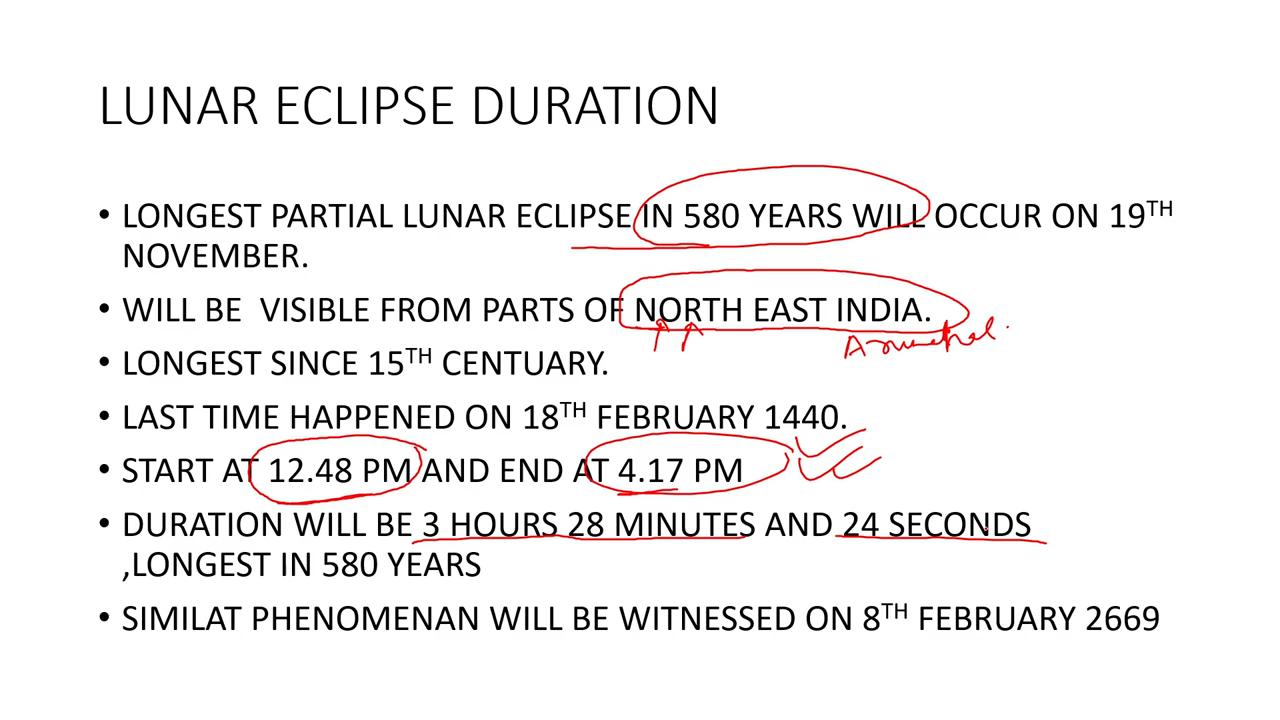 LUNAR ECLIPSE DURATION
• LONGEST PARTIAL LUNAR ECLIPSE IN 580 YEARS WILL OCCUR ON 19TH
NOVEMBER.
• WILL BE VISIBLE FROM PARTS OF NORTH EAST INDIA.
Arunachal
• LONGEST SINCE 15TH CENTUARY.
• LAST TIME HAPPENED ON 18TH FEBRUARY 1440.
• START AT 12.48 PM AND END AT 4.17 PM
• DURATION WILL BE 3 HOURS 28 MINUTES AND 24 SECONDS
,LONGEST IN 580 YEARS
• SIMILAT PHENOMENAN WILL BE WITNESSED ON 8TH FEBRUARY 2669